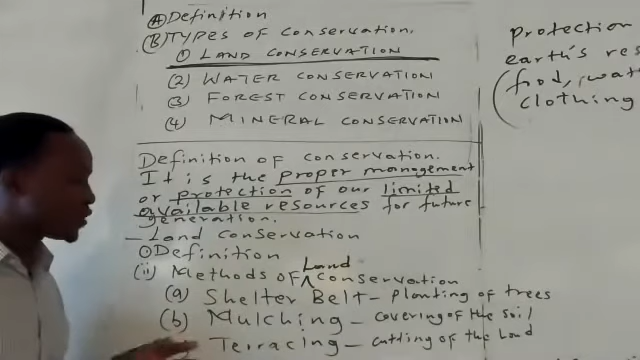 (A) Definition
(B) TYPES OF CONSERVATION.
(1) LAND CONSERVATION
(2) WATER CONSERVATION
(3) FOREST CONSERVATION
(4) MINERAL CONSERVATION
Definition of conservation.
It is the proper management
or protection of our limited
available resources for future
generation.
- Land conservation
(i) Definition
(ii) Methods of Land conservation
(a) Shelter Belt - planting of trees
(b) Mulching - covering of the soil
Terracing - cutting of the land
protection
earth's res
(food, wat
clothing